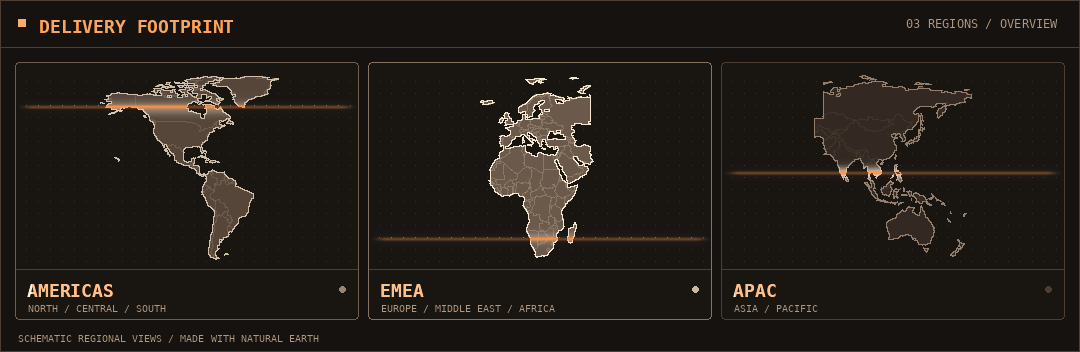 DELIVERY FOOTPRINT
03 REGIONS / OVERVIEW
AMERICAS
NORTH / CENTRAL / SOUTH
EMEA
EUROPE / MIDDLE EAST / AFRICA
APAC
ASIA / PACIFIC
SCHEMATIC REGIONAL VIEWS / MADE WITH NATURAL EARTH